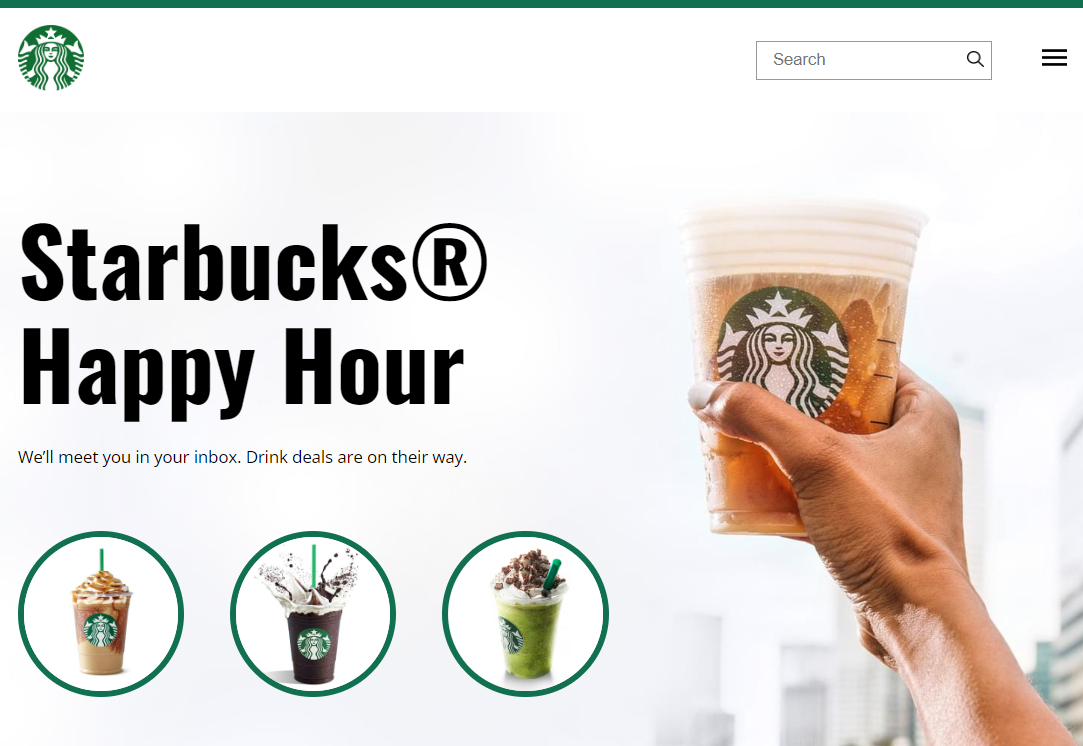 Search
Starbucks®
Happy Hour
We’ll meet you in your inbox. Drink deals are on their way.